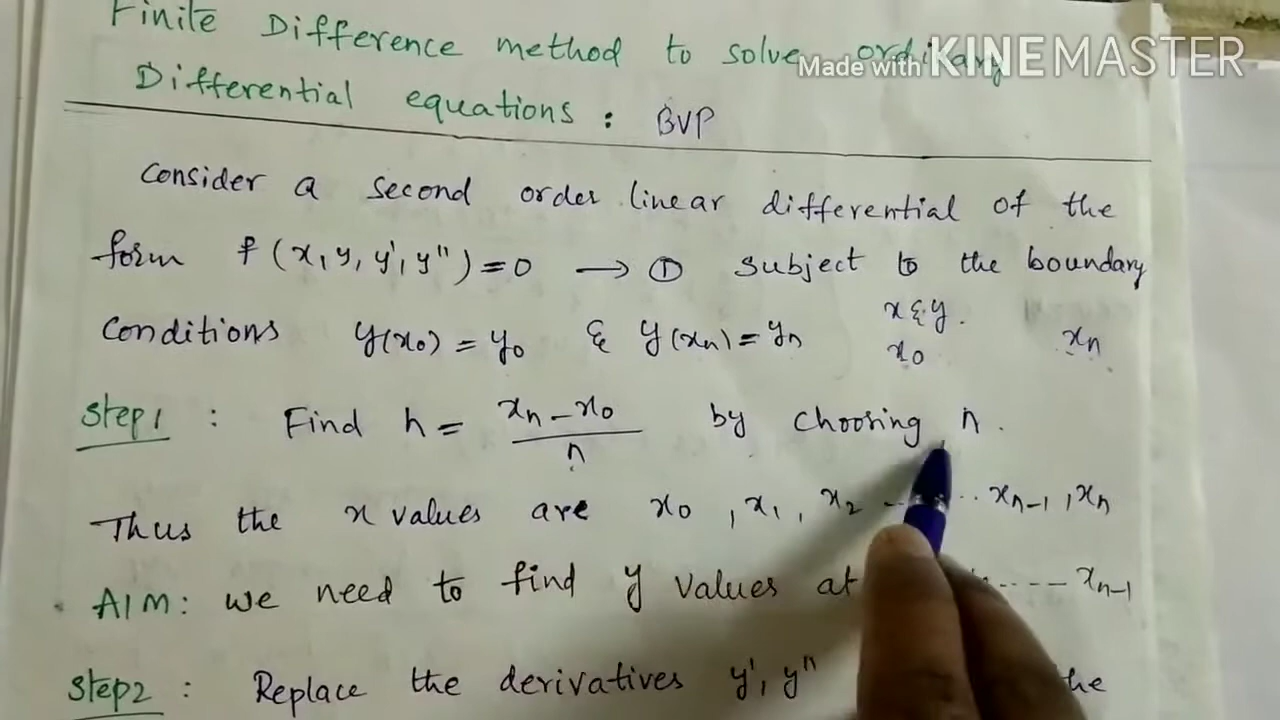 Finite Difference method to solve ordinary
Made with KINEMASTER
Differential equations : BVP
Consider a second order linear differential of the
form f(x, y, y', y'') = 0 → ① subject to the boundary
Conditions y(x₀) = y₀ & y(xₙ) = yₙ
x & y.
x₀ xₙ
Step1 : Find h = (xₙ - x₀)/n by choosing n.
Thus the x values are x₀, x₁, x₂ --- .. xₙ₋₁, xₙ
AIM: we need to find y values at ---- xₙ₋₁
Step2 : Replace the derivatives y', y'' the